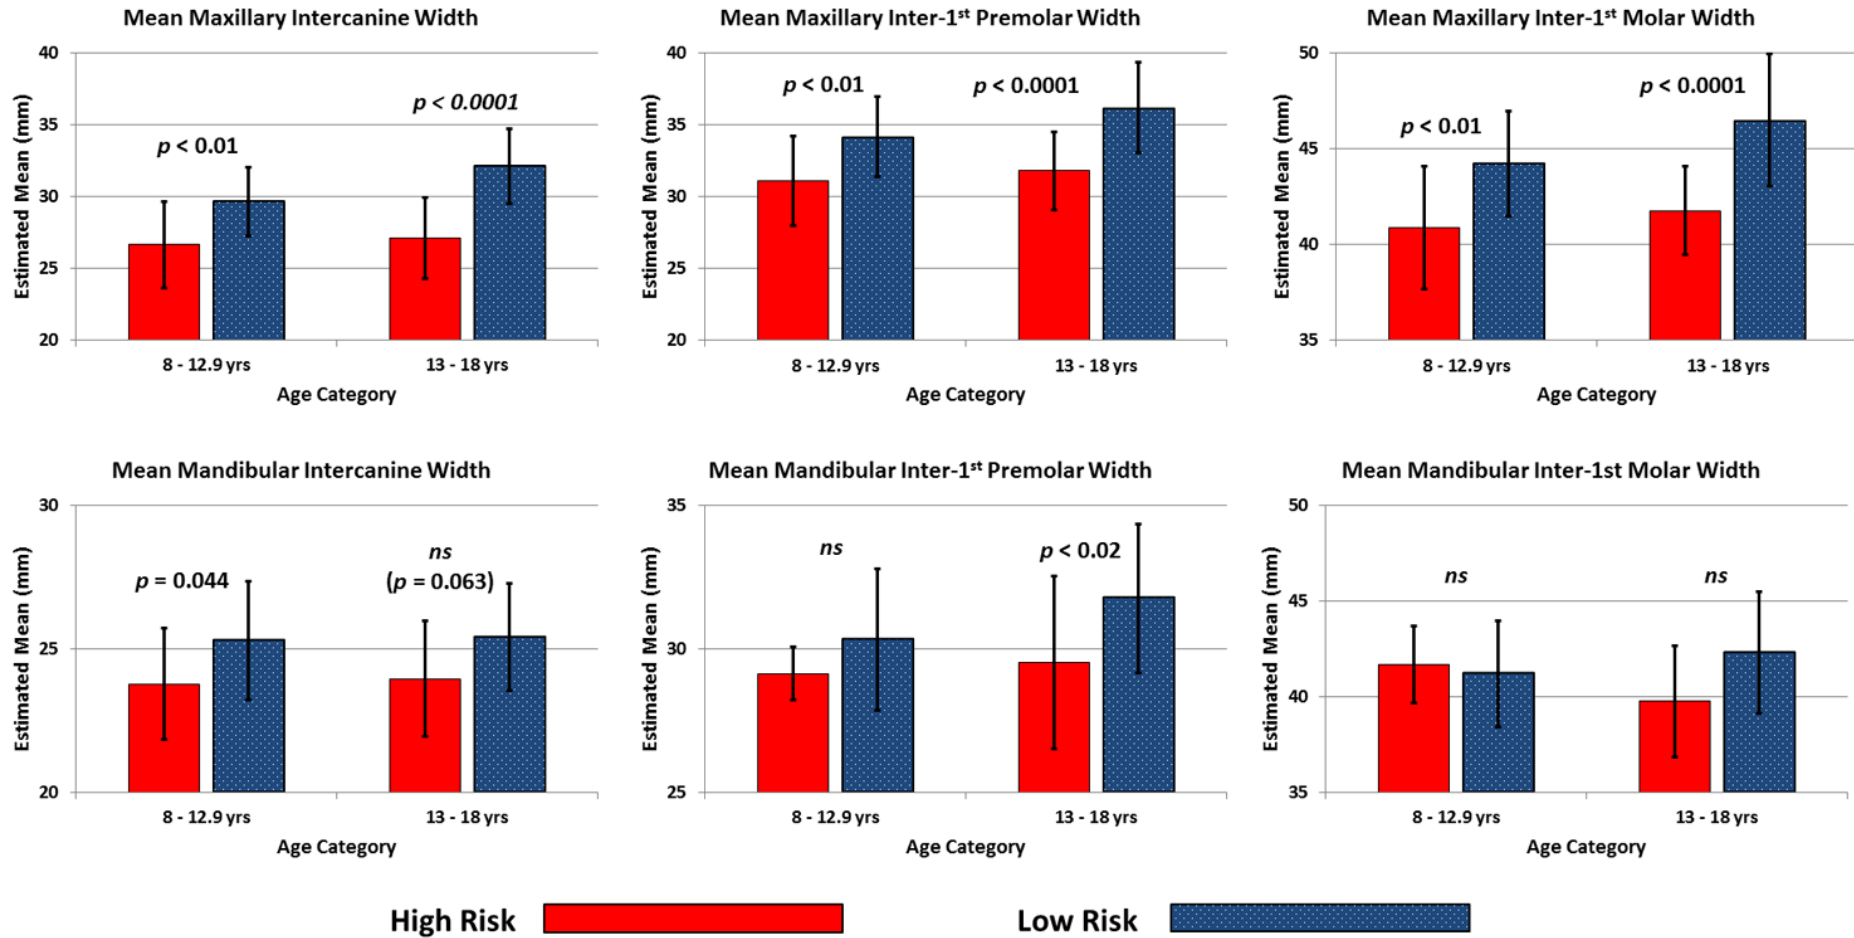 Mean Maxillary Intercanine Width
Estimated Mean (mm)
40
35
30
25
20
p < 0.01
p < 0.0001
8 - 12.9 yrs
13 - 18 yrs
Age Category
Mean Maxillary Inter-1st Premolar Width
Estimated Mean (mm)
40
35
30
25
20
p < 0.01
p < 0.0001
8 - 12.9 yrs
13 - 18 yrs
Age Category
Mean Maxillary Inter-1st Molar Width
Estimated Mean (mm)
50
45
40
35
p < 0.01
p < 0.0001
8 - 12.9 yrs
13 - 18 yrs
Age Category
Mean Mandibular Intercanine Width
Estimated Mean (mm)
30
25
20
p = 0.044
ns
(p = 0.063)
8 - 12.9 yrs
13 - 18 yrs
Age Category
Mean Mandibular Inter-1st Premolar Width
Estimated Mean (mm)
35
30
25
ns
p < 0.02
8 - 12.9 yrs
13 - 18 yrs
Age Category
Mean Mandibular Inter-1st Molar Width
Estimated Mean (mm)
50
45
40
35
ns
ns
8 - 12.9 yrs
13 - 18 yrs
Age Category
High Risk
Low Risk